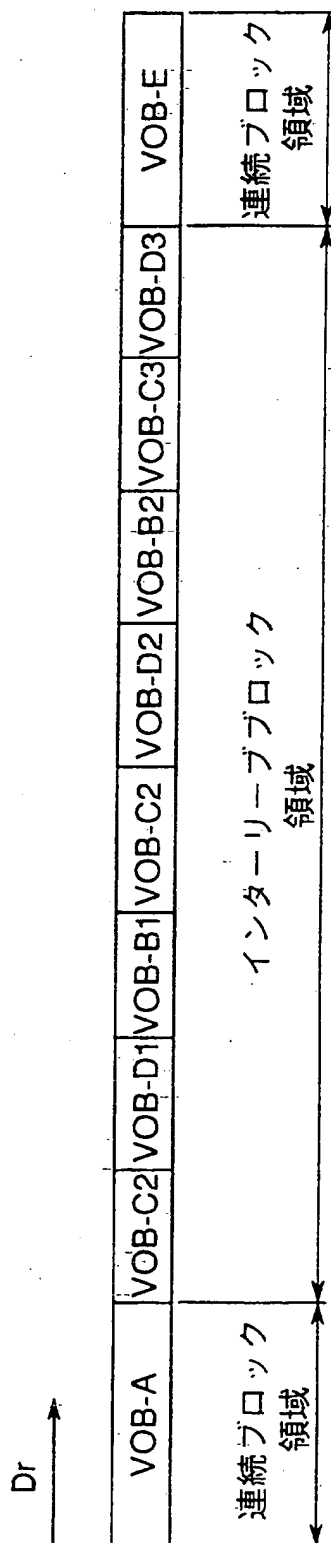 Dr
VOB-A
VOB-C2
VOB-D1
VOB-B1
VOB-C2
VOB-D2
VOB-B2
VOB-C3
VOB-D3
VOB-E
連続ブロック
領域
インターリーブブロック
領域
連続ブロック
領域